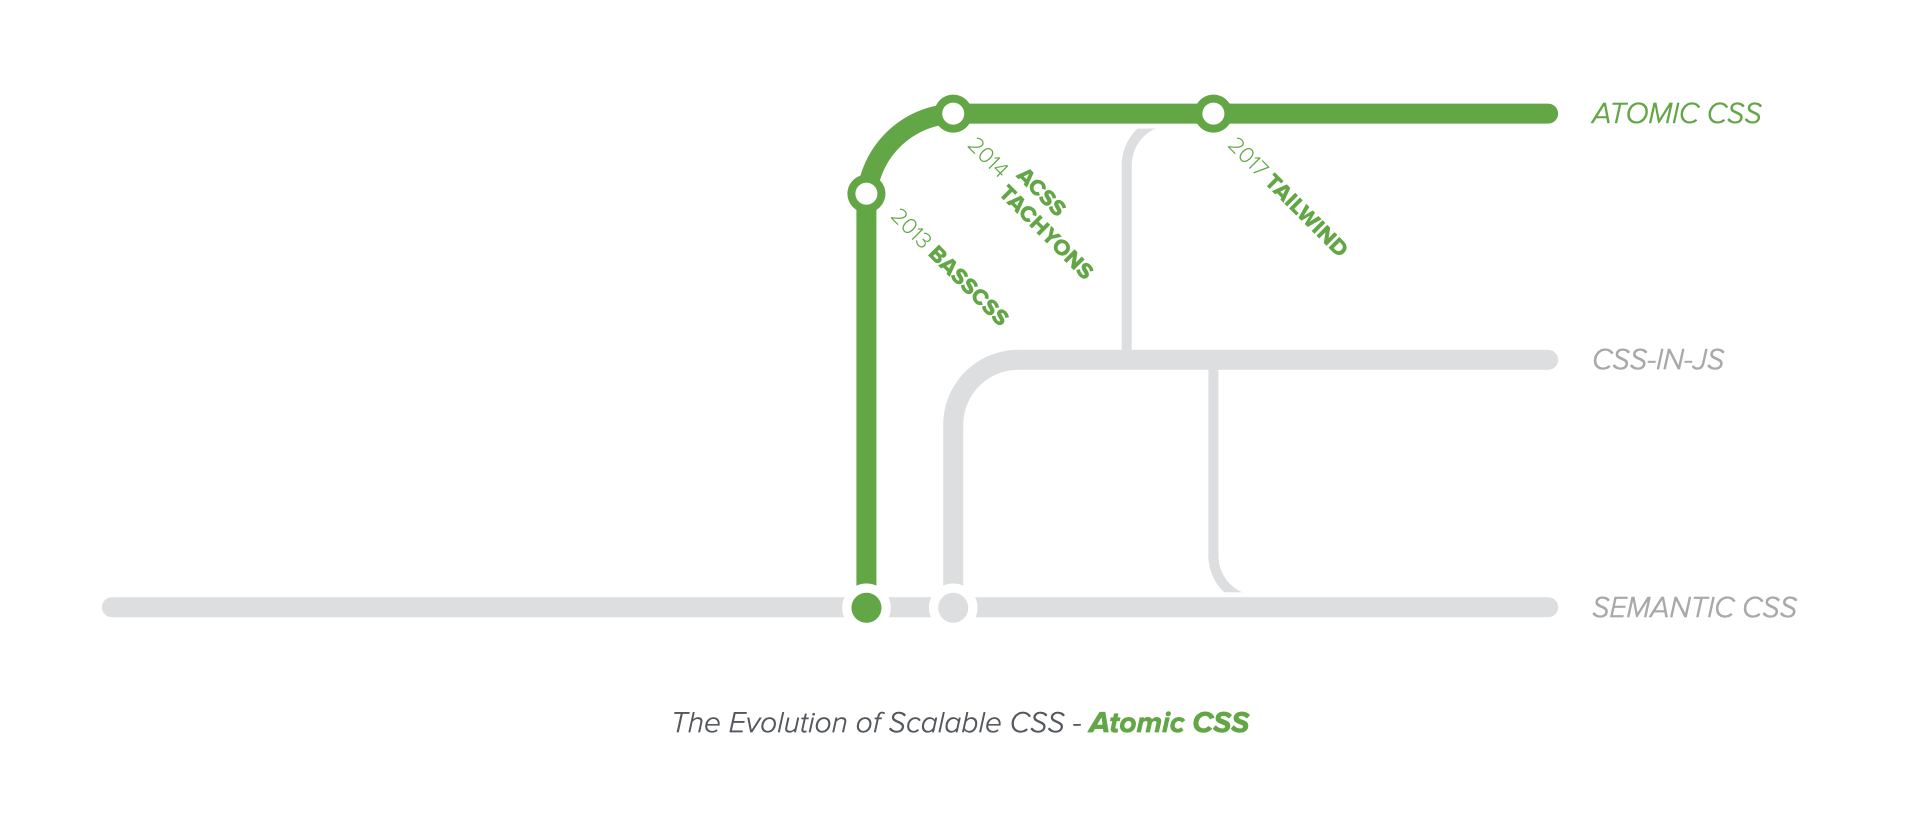 ATOMIC CSS
2014 ACSS
TACHYONS
2017 TAILWIND
2013 BASSCSS
CSS-IN-JS
SEMANTIC CSS
The Evolution of Scalable CSS - Atomic CSS